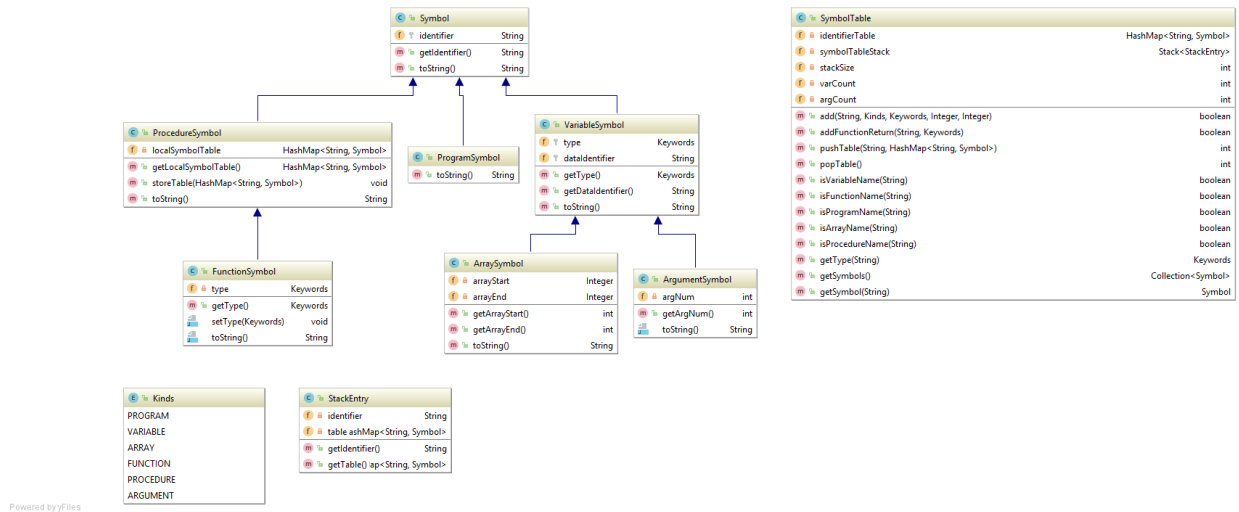 Symbol
identifier String
getIdentifier() String
toString() String
SymbolTable
identifierTable HashMap<String, Symbol>
symbolTableStack Stack<StackEntry>
stackSize int
varCount int
argCount int
add(String, Kinds, Keywords, Integer, Integer) boolean
addFunctionReturn(String, Keywords) boolean
pushTable(String, HashMap<String, Symbol>) int
popTable() int
isVariableName(String) boolean
isFunctionName(String) boolean
isProgramName(String) boolean
isArrayName(String) boolean
isProcedureName(String) boolean
getType(String) Keywords
getSymbols() Collection<Symbol>
getSymbol(String) Symbol
ProcedureSymbol
localSymbolTable HashMap<String, Symbol>
getLocalSymbolTable() HashMap<String, Symbol>
storeTable(HashMap<String, Symbol>) void
toString() String
ProgramSymbol
toString() String
VariableSymbol
type Keywords
dataIdentifier String
getType() Keywords
getDataIdentifier() String
toString() String
FunctionSymbol
type Keywords
getType() Keywords
setType(Keywords) void
toString() String
ArraySymbol
arrayStart Integer
arrayEnd Integer
getArrayStart() int
getArrayEnd() int
toString() String
ArgumentSymbol
argNum int
getArgNum() int
toString() String
Kinds
PROGRAM
VARIABLE
ARRAY
FUNCTION
PROCEDURE
ARGUMENT
StackEntry
identifier String
table ashMap<String, Symbol>
getIdentifier() String
getTable() ap<String, Symbol>
Powered by yFiles